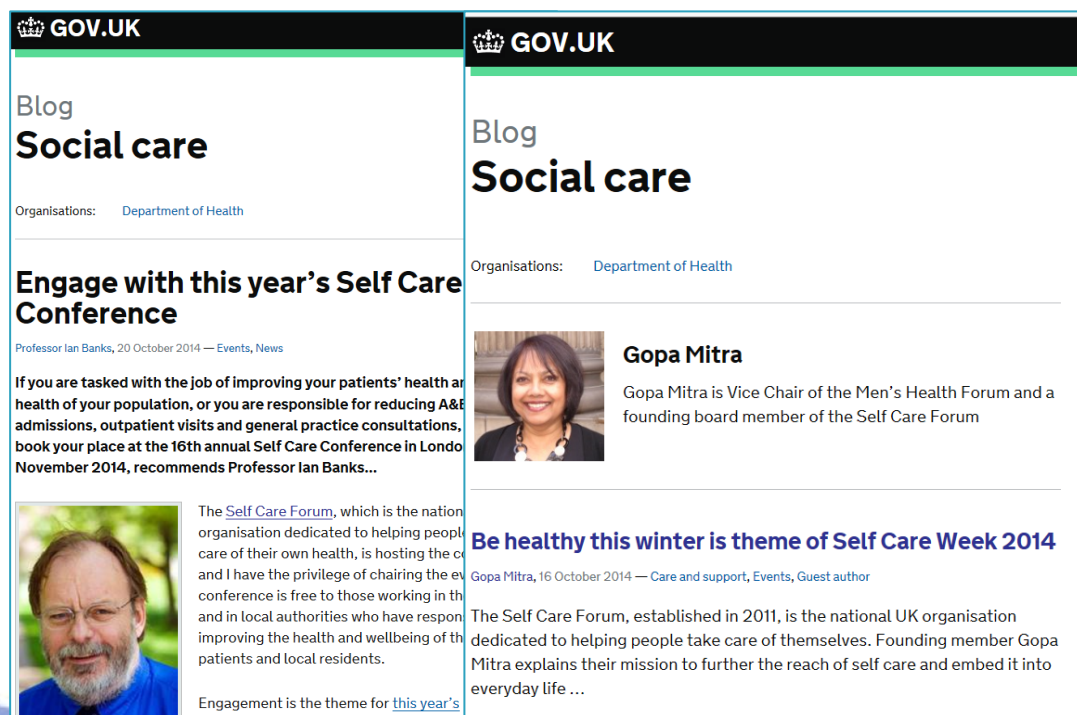 GOV.UK
Blog
Social care
Organisations: Department of Health
Engage with this year's Self Care
Conference
Professor Ian Banks, 20 October 2014 — Events, News
If you are tasked with the job of improving your patients' health
health of your population, or you are responsible for reducing A&E
admissions, outpatient visits and general practice consultations,
book your place at the 16th annual Self Care Conference in
November 2014, recommends Professor Ian Banks...
The Self Care Forum, which is the
organisation dedicated to helping
care of their own health, is hosting the
and I have the privilege of chairing the
conference is free to those working in
and in local authorities who have
improving the health and wellbeing of
patients and local residents.
Engagement is the theme for this year's
GOV.UK
Blog
Social care
Organisations: Department of Health
Gopa Mitra
Gopa Mitra is Vice Chair of the Men's Health Forum and a
founding board member of the Self Care Forum
Be healthy this winter is theme of Self Care Week 2014
Gopa Mitra, 16 October 2014 — Care and support, Events, Guest author
The Self Care Forum, established in 2011, is the national UK organisation
dedicated to helping people take care of themselves. Founding member Gopa
Mitra explains their mission to further the reach of self care and embed it into
everyday life …